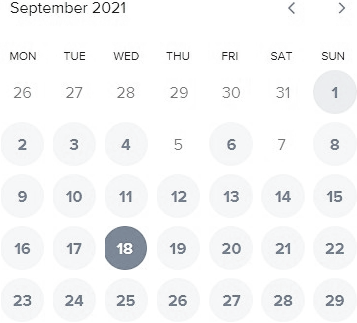 September 2021
MON TUE WED THU FRI SAT SUN
26 27 28 29 30 31 1
2 3 4 5 6 7 8
9 10 11 12 13 14 15
16 17 18 19 20 21 22
23 24 25 26 27 28 29